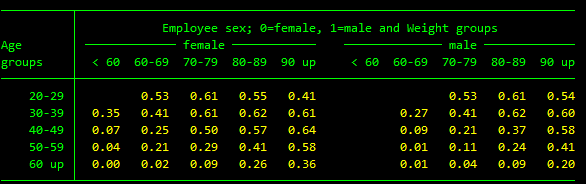 Employee sex; 0=female, 1=male and Weight groups
Age female male
groups < 60 60-69 70-79 80-89 90 up < 60 60-69 70-79 80-89 90 up
20-29 0.53 0.61 0.55 0.41 0.53 0.61 0.54
30-39 0.35 0.41 0.61 0.62 0.61 0.27 0.41 0.62 0.60
40-49 0.07 0.25 0.50 0.57 0.64 0.09 0.21 0.37 0.58
50-59 0.04 0.21 0.29 0.41 0.58 0.01 0.11 0.24 0.41
60 up 0.00 0.02 0.09 0.26 0.36 0.01 0.04 0.09 0.20